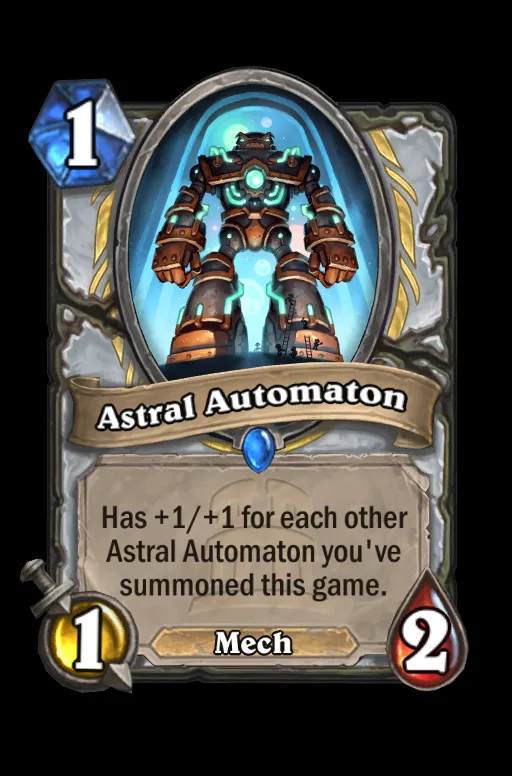 1
Astral Automaton
Has +1/+1 for each other
Astral Automaton you've
summoned this game.
1
Mech
2